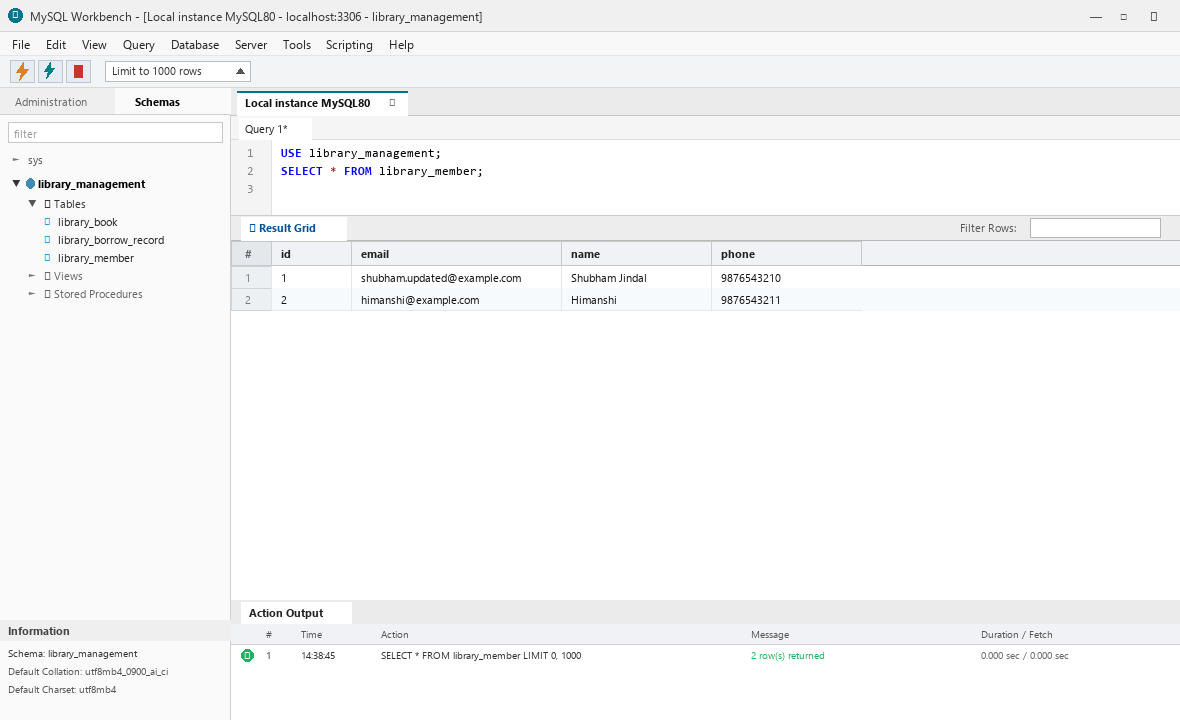 MySQL Workbench - [Local instance MySQL80 - localhost:3306 - library_management]
File Edit View Query Database Server Tools Scripting Help
Limit to 1000 rows
Administration Schemas
filter
sys
library_management
Tables
library_book
library_borrow_record
library_member
Views
Stored Procedures
Information
Schema: library_management
Default Collation: utf8mb4_0900_ai_ci
Default Charset: utf8mb4
Local instance MySQL80
Query 1*
1 USE library_management;
2 SELECT * FROM library_member;
3
Result Grid Filter Rows:
# id email name phone
1 1 shubham.updated@example.com Shubham Jindal 9876543210
2 2 himanshi@example.com Himanshi 9876543211
Action Output
# Time Action Message Duration / Fetch
1 14:38:45 SELECT * FROM library_member LIMIT 0, 1000 2 row(s) returned 0.000 sec / 0.000 sec